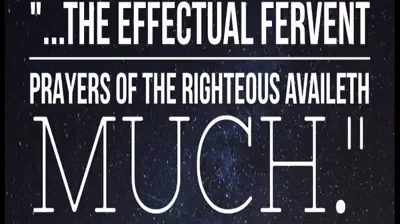 "...THE EFFECTUAL FERVENT
PRAYERS OF THE RIGHTEOUS AVAILETH
MUCH."